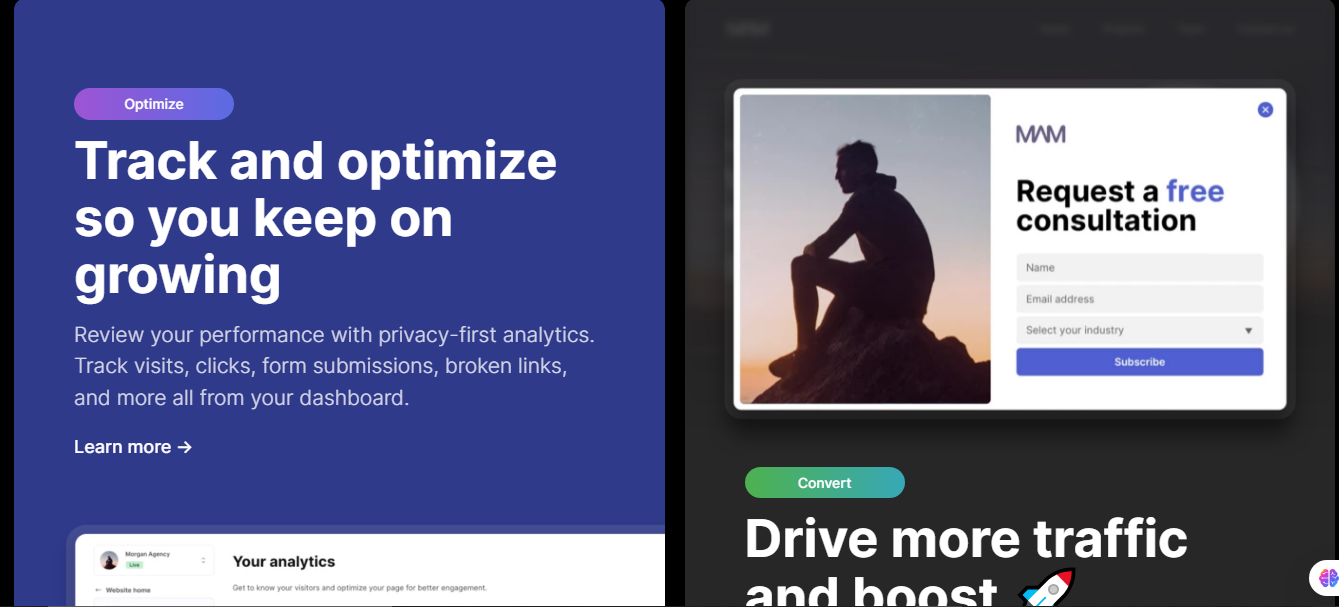 Optimize
Track and optimize
so you keep on
growing
Review your performance with privacy-first analytics.
Track visits, clicks, form submissions, broken links,
and more all from your dashboard.
Learn more →
Morgan Agency
Live
← Website home
Your analytics
Get to know your visitors and optimize your page for better engagement.
MAM
Request a free
consultation
Name
Email address
Select your industry
Subscribe
Convert
Drive more traffic
and boost 🚀